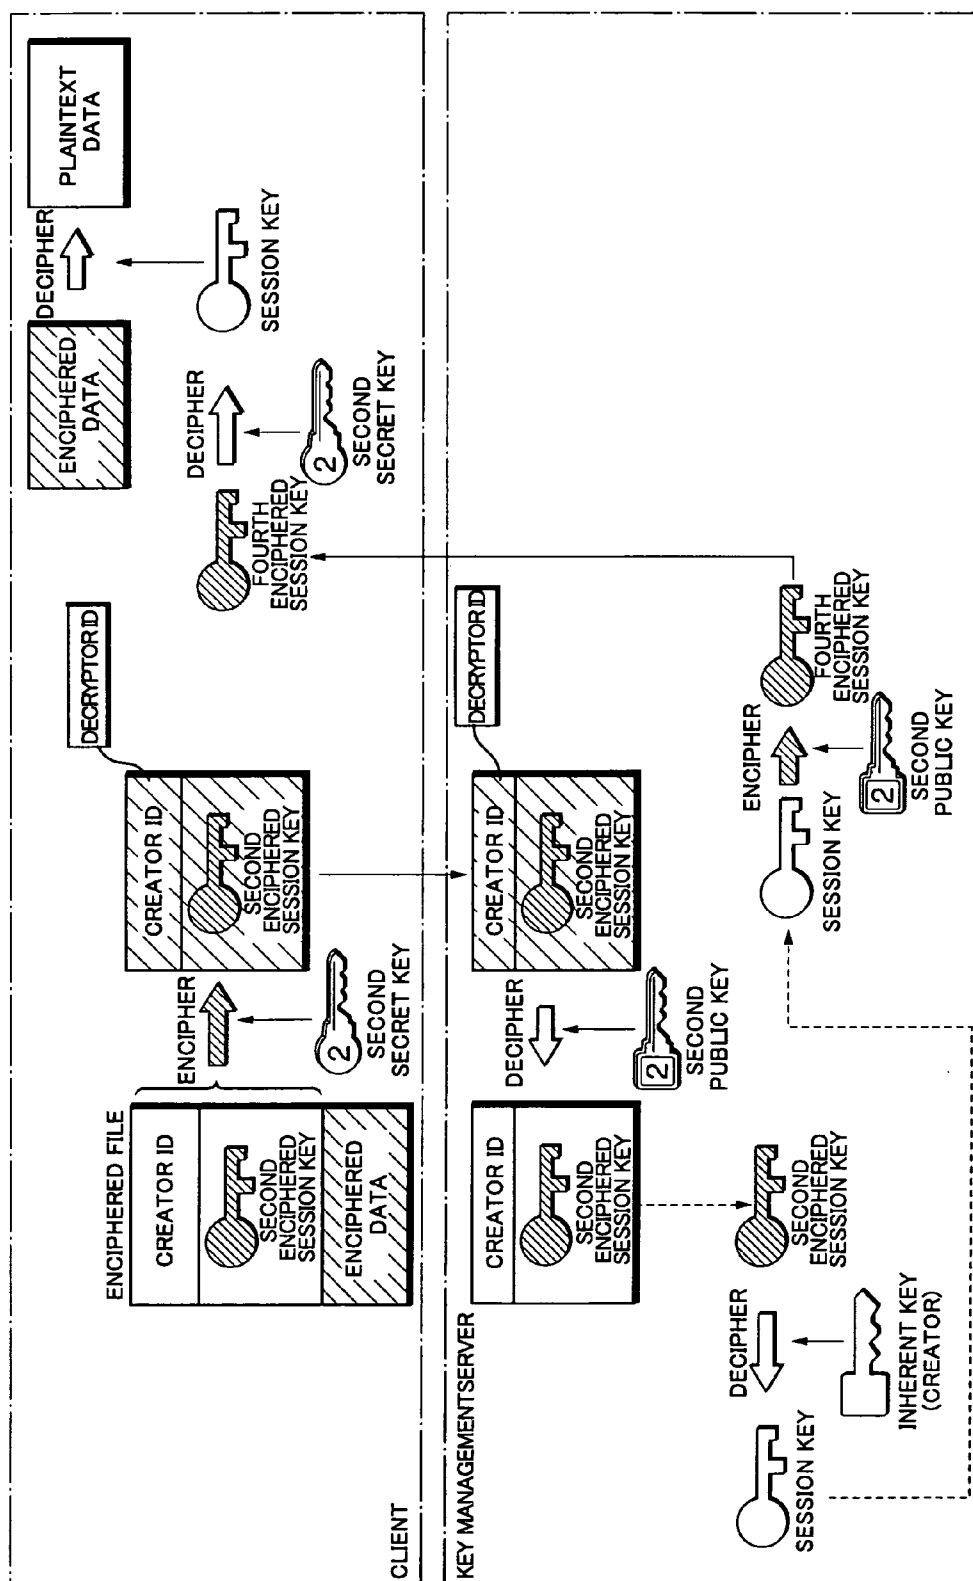 ENCIPHERED FILE
CREATOR ID
SECOND
ENCIPHERED
SESSION KEY
ENCIPHERED
DATA
ENCIPHER
2
SECOND
SECRET KEY
CREATOR ID
SECOND
ENCIPHERED
SESSION KEY
DECRYPTOR ID
FOURTH
ENCIPHERED
SESSION KEY
DECIPHER
2
SECOND
SECRET KEY
ENCIPHERED
DATA
DECIPHER
SESSION KEY
PLAINTEXT
DATA
CLIENT
KEY MANAGEMENTSERVER
CREATOR ID
SECOND
ENCIPHERED
SESSION KEY
DECIPHER
2
SECOND
PUBLIC KEY
CREATOR ID
SECOND
ENCIPHERED
SESSION KEY
DECRYPTOR ID
SESSION KEY
DECIPHER
INHERENT KEY
(CREATOR)
SECOND
ENCIPHERED
SESSION KEY
SESSION KEY
ENCIPHER
2
SECOND
PUBLIC KEY
FOURTH
ENCIPHERED
SESSION KEY